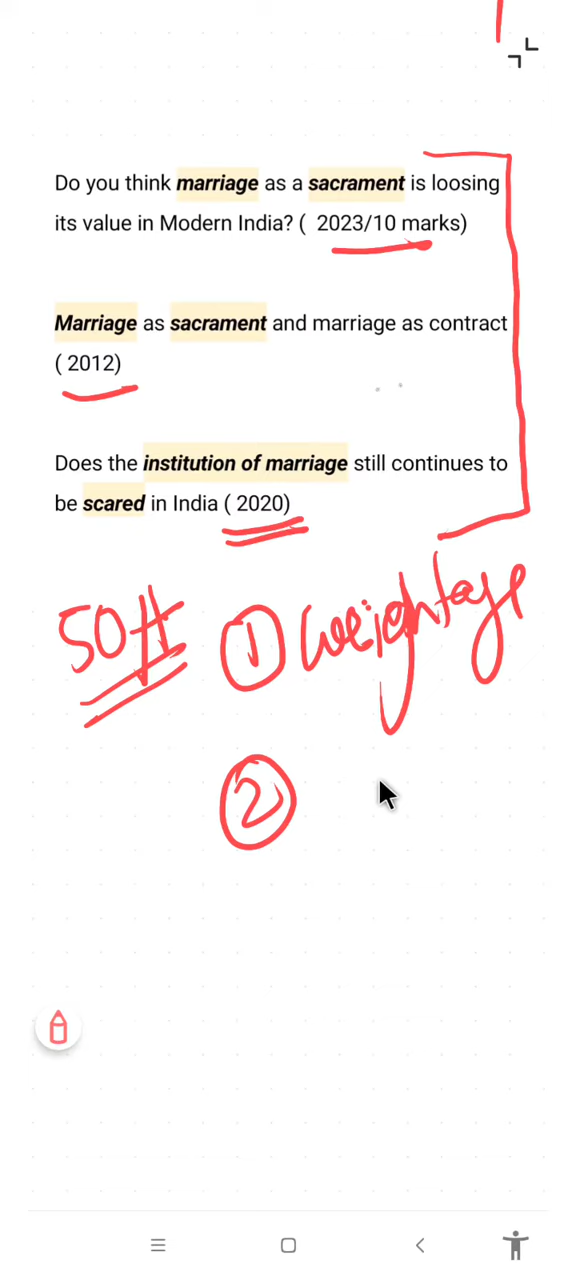 Do you think marriage as a sacrament is loosing
its value in Modern India? ( 2023/10 marks)
Marriage as sacrament and marriage as contract
( 2012)
Does the institution of marriage still continues to
be scared in India ( 2020)
50 ① weightage
②